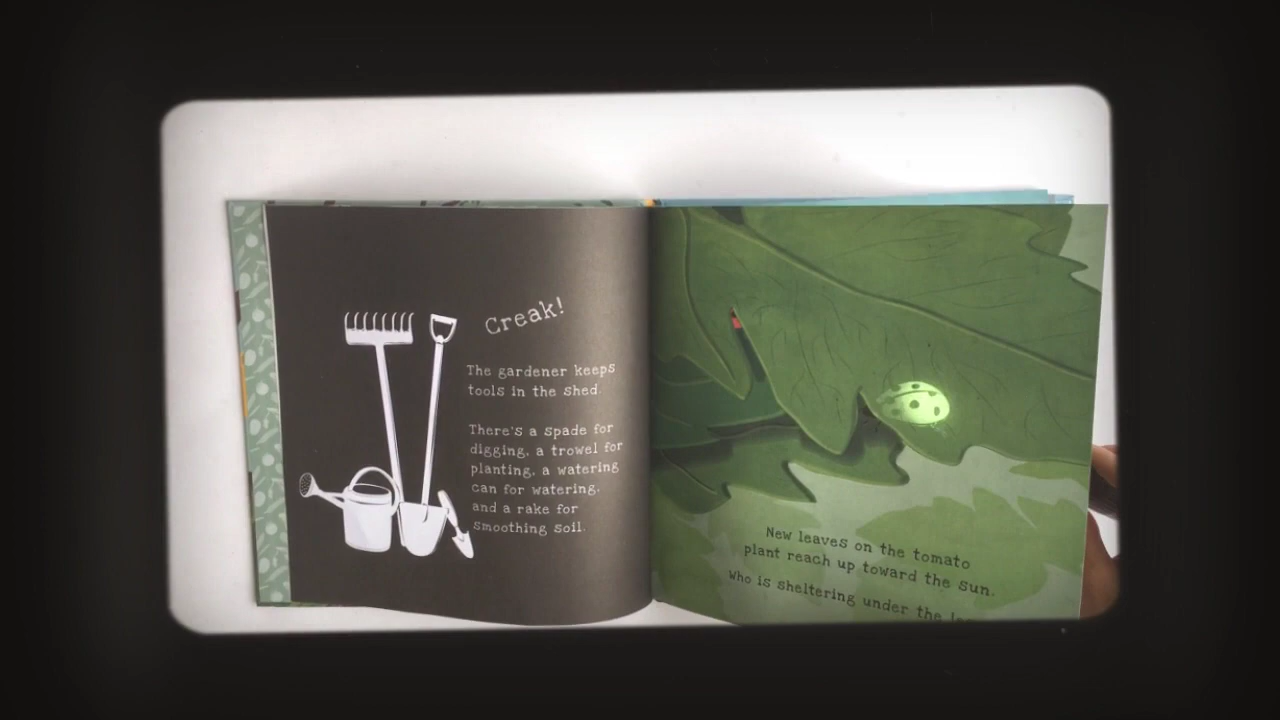 Creak!
The gardener keeps
tools in the shed.
There's a spade for
digging, a trowel for
planting, a watering
can for watering,
and a rake for
smoothing soil.
New leaves on the tomato
plant reach up toward the sun.
Who is sheltering under the